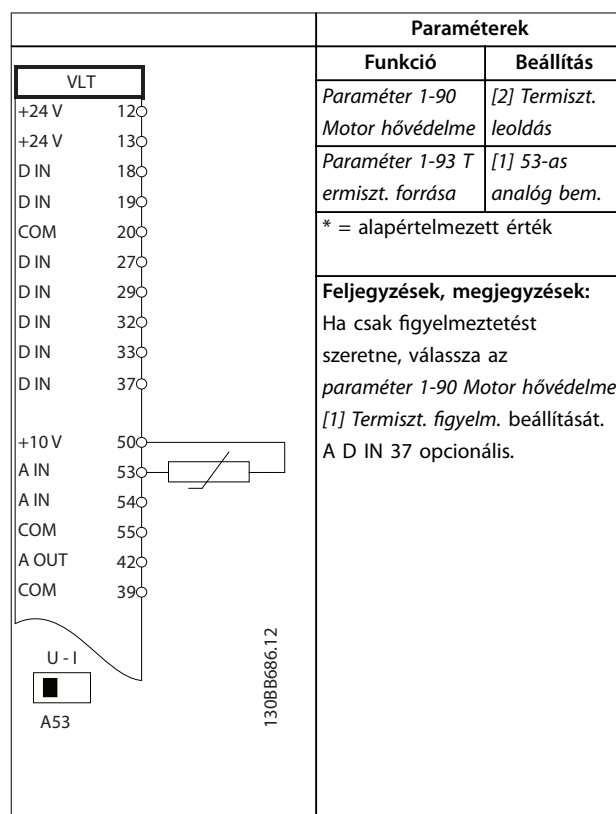 VLT
+24 V 12
+24 V 13
D IN 18
D IN 19
COM 20
D IN 27
D IN 29
D IN 32
D IN 33
D IN 37
+10 V 50
A IN 53
A IN 54
COM 55
A OUT 42
COM 39
U - I
A53
130BB686.12
Paraméterek
Funkció Beállítás
Paraméter 1-90 [2] Termiszt.
Motor hővédelme leoldás
Paraméter 1-93 T [1] 53-as
ermiszt. forrása analóg bem.
* = alapértelmezett érték
Feljegyzések, megjegyzések:
Ha csak figyelmeztetést
szeretne, válassza az
paraméter 1-90 Motor hővédelme
[1] Termiszt. figyelm. beállítását.
A D IN 37 opcionális.